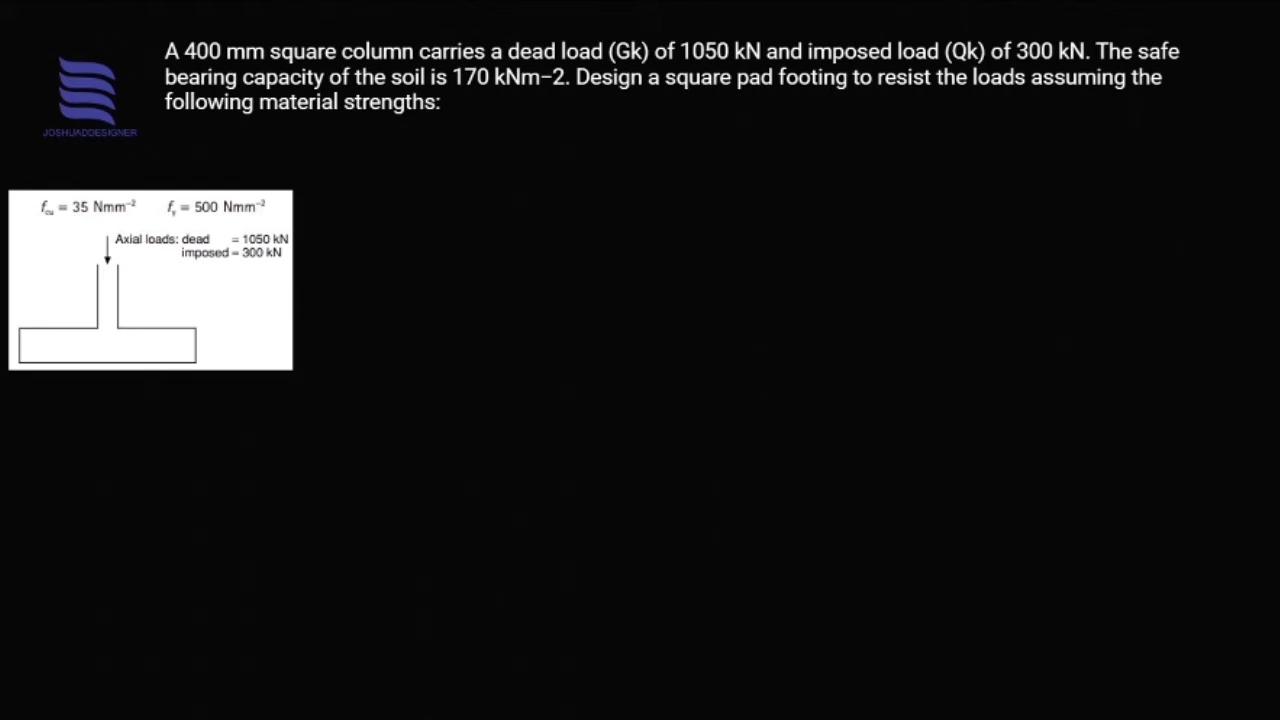 A 400 mm square column carries a dead load (Gk) of 1050 kN and imposed load (Qk) of 300 kN. The safe
bearing capacity of the soil is 170 kNm−2. Design a square pad footing to resist the loads assuming the
following material strengths:
JOSHUADDESIGNER
f_cu = 35 Nmm⁻² f_y = 500 Nmm⁻²
Axial loads: dead = 1050 kN
imposed = 300 kN